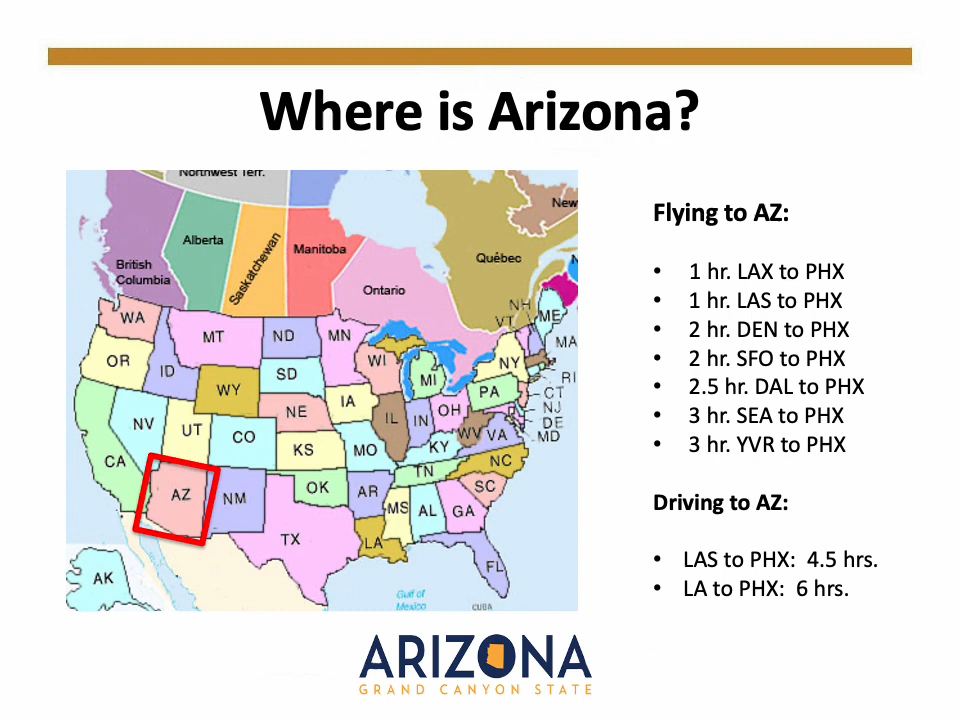 Where is Arizona?
Northwest Terr.
New
Alberta
Saskatchewan
Manitoba
Québec
British
Columbia
Ontario
N
NH
VT
ME
WA
MT
ND
MN
MA
OR
ID
WY
SD
WI
MI
NY
RI
CT
NJ
DE
MD
PA
NE
IA
IL
IN
OH
WV
VA
NV
UT
CO
KS
MO
KY
NC
CA
TN
OK
AR
SC
AZ
NM
MS
AL
GA
TX
LA
FL
AK
Gulf of
Mexico
CUBA
Flying to AZ:
• 1 hr. LAX to PHX
• 1 hr. LAS to PHX
• 2 hr. DEN to PHX
• 2 hr. SFO to PHX
• 2.5 hr. DAL to PHX
• 3 hr. SEA to PHX
• 3 hr. YVR to PHX
Driving to AZ:
• LAS to PHX: 4.5 hrs.
• LA to PHX: 6 hrs.
ARIZONA
GRAND CANYON STATE